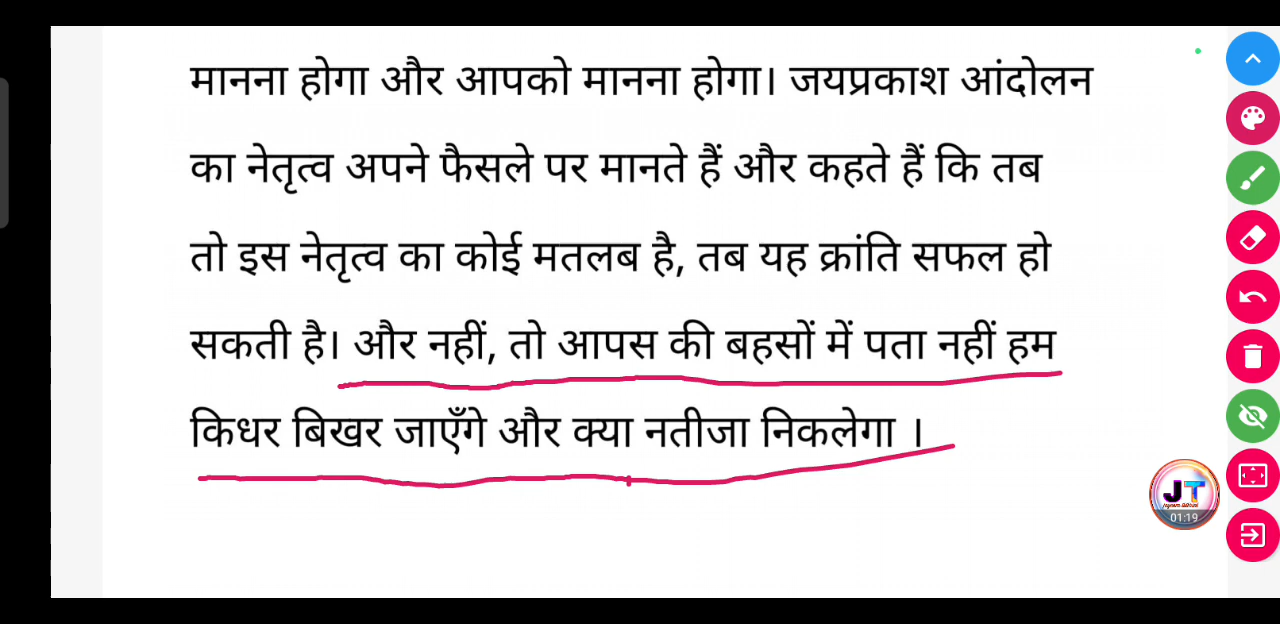 मानना होगा और आपको मानना होगा। जयप्रकाश आंदोलन
का नेतृत्व अपने फैसले पर मानते हैं और कहते हैं कि तब
तो इस नेतृत्व का कोई मतलब है, तब यह क्रांति सफल हो
सकती है। और नहीं, तो आपस की बहसों में पता नहीं हम
किधर बिखर जाएँगे और क्या नतीजा निकलेगा ।
JT
01:19